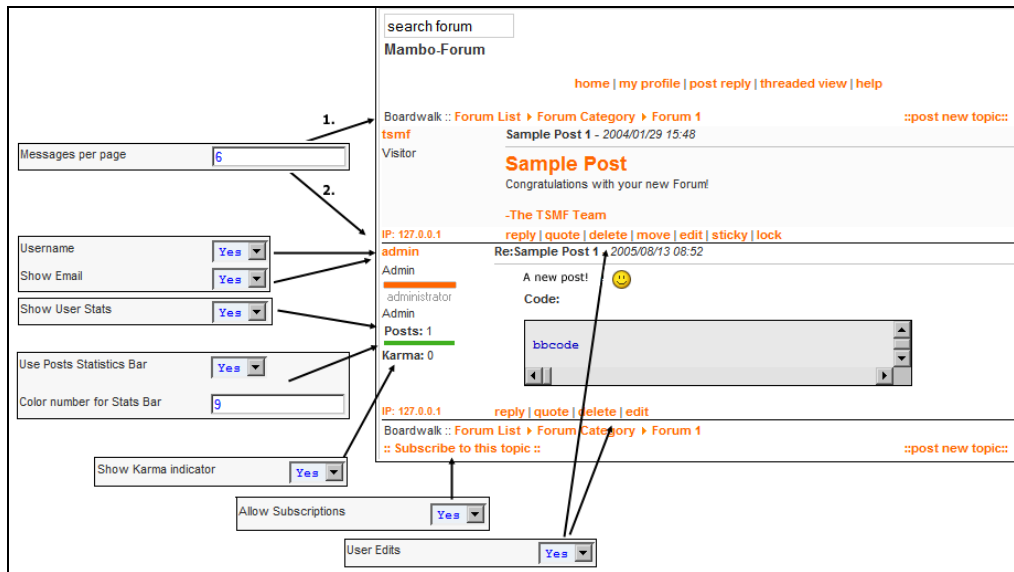 search forum
Mambo-Forum
home | my profile | post reply | threaded view | help
1.
Boardwalk :: Forum List Forum Category Forum 1 ::post new topic::
tsmf Sample Post 1 - 2004/01/29 15:48
Visitor
Messages per page 6
Sample Post
Congratulations with your new Forum!
2.
-The TSMF Team
IP: 127.0.0.1 reply | quote | delete | move | edit | sticky | lock
Username Yes
admin Re:Sample Post 1 - 2005/08/13 08:52
Show Email Yes
Admin A new post!
administrator Code:
Show User Stats Yes
Admin
Posts: 1
bbcode
Karma: 0
Use Posts Statistics Bar Yes
Color number for Stats Bar 9
IP: 127.0.0.1 reply | quote | delete | edit
Boardwalk :: Forum List Forum Category Forum 1
:: Subscribe to this topic :: ::post new topic::
Show Karma indicator Yes
Allow Subscriptions Yes
User Edits Yes